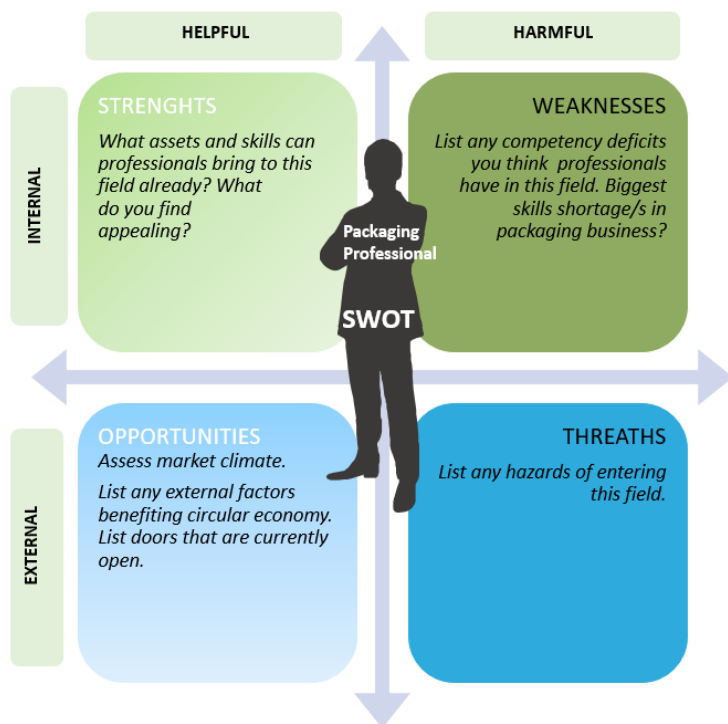 HELPFUL
HARMFUL
INTERNAL
STRENGHTS
What assets and skills can
professionals bring to this
field already? What
do you find
appealing?
WEAKNESSES
List any competency deficits
you think professionals
have in this field. Biggest
skills shortage/s in
packaging business?
Packaging
Professional
SWOT
EXTERNAL
OPPORTUNITIES
Assess market climate.
List any external factors
benefiting circular economy.
List doors that are currently
open.
THREATHS
List any hazards of entering
this field.